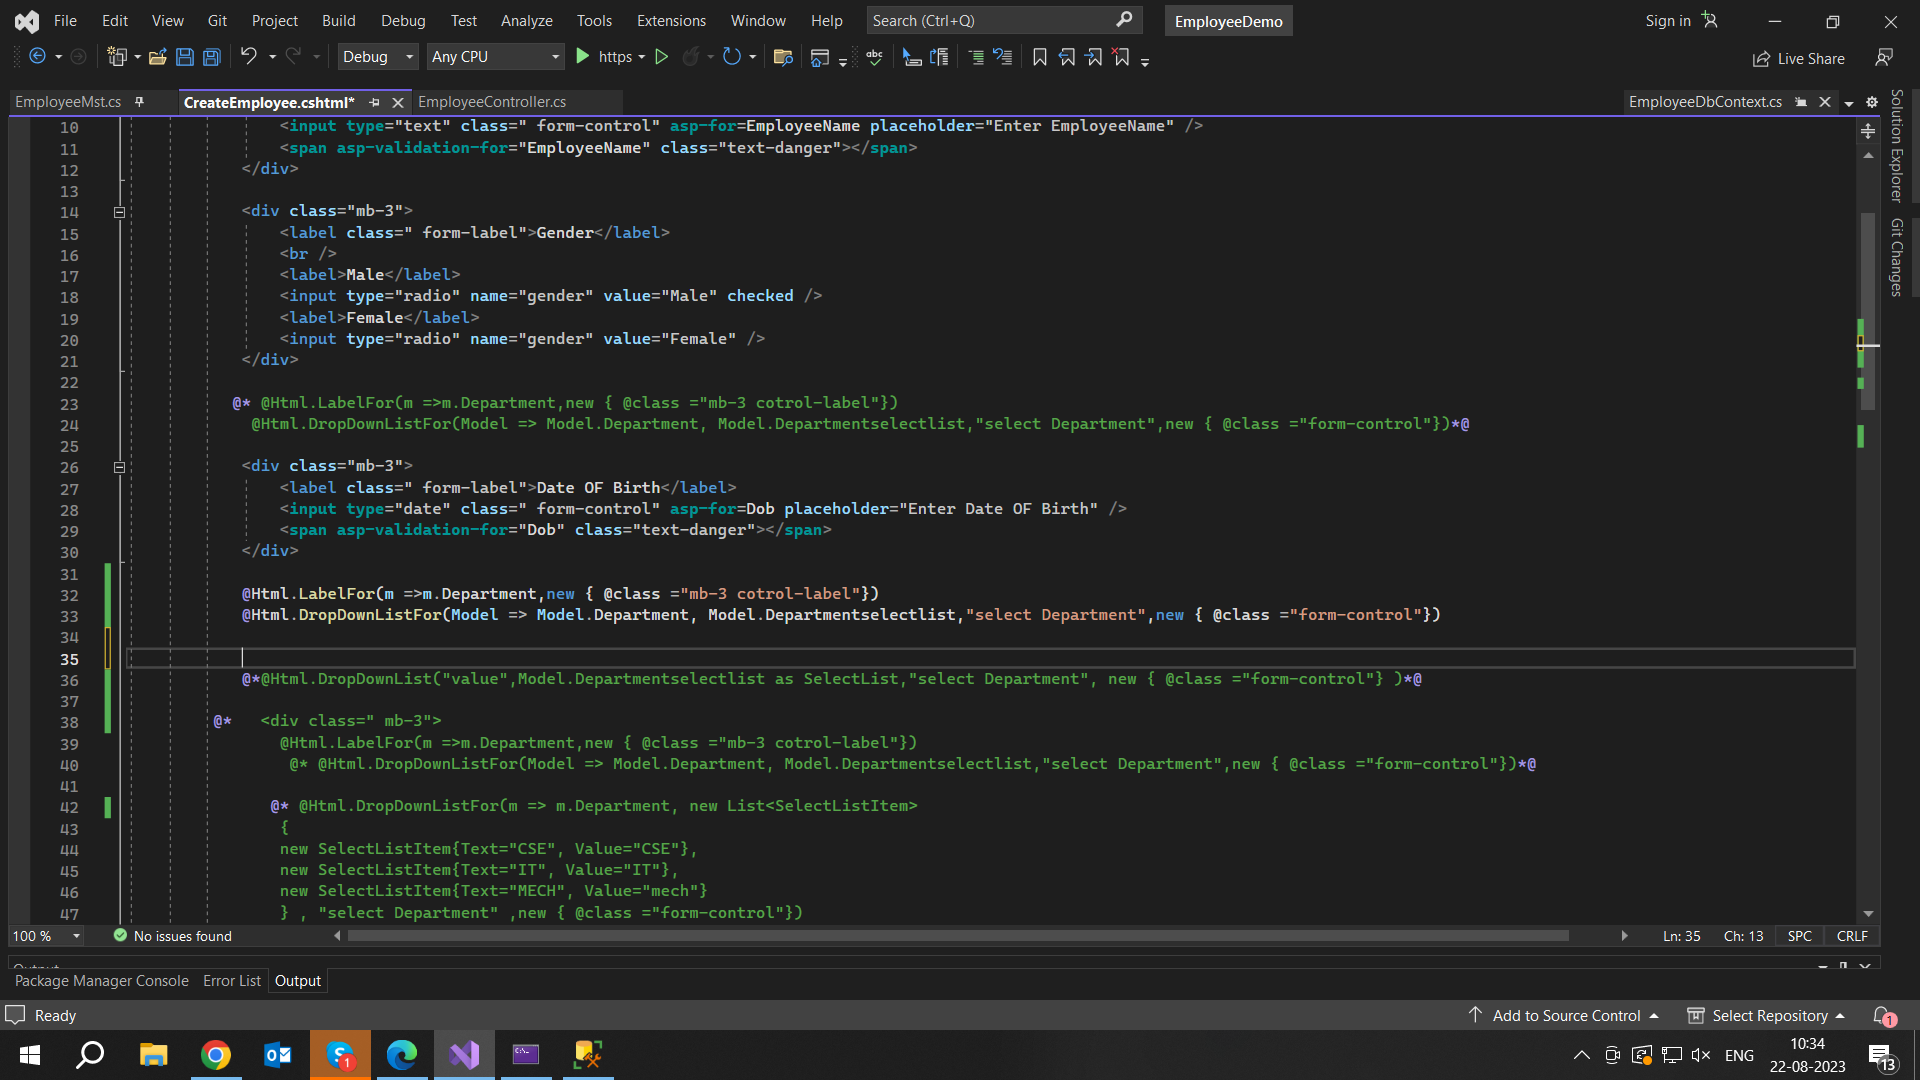 File Edit View Git Project Build Debug Test Analyze Tools Extensions Window Help Search (Ctrl+Q) EmployeeDemo Sign in
Debug Any CPU https Live Share
EmployeeMst.cs CreateEmployee.cshtml* EmployeeController.cs EmployeeDbContext.cs
Solution Explorer
Git Changes
10 <input type="text" class=" form-control" asp-for=EmployeeName placeholder="Enter EmployeeName" />
11 <span asp-validation-for="EmployeeName" class="text-danger"></span>
12 </div>
13
14 <div class="mb-3">
15 <label class=" form-label">Gender</label>
16 <br />
17 <label>Male</label>
18 <input type="radio" name="gender" value="Male" checked />
19 <label>Female</label>
20 <input type="radio" name="gender" value="Female" />
21 </div>
22
23 @* @Html.LabelFor(m =>m.Department,new { @class ="mb-3 cotrol-label"})
24 @Html.DropDownListFor(Model => Model.Department, Model.Departmentselectlist,"select Department",new { @class ="form-control"})*@
25
26 <div class="mb-3">
27 <label class=" form-label">Date OF Birth</label>
28 <input type="date" class=" form-control" asp-for=Dob placeholder="Enter Date OF Birth" />
29 <span asp-validation-for="Dob" class="text-danger"></span>
30 </div>
31
32 @Html.LabelFor(m =>m.Department,new { @class ="mb-3 cotrol-label"})
33 @Html.DropDownListFor(Model => Model.Department, Model.Departmentselectlist,"select Department",new { @class ="form-control"})
34
35
36 @*@Html.DropDownList("value",Model.Departmentselectlist as SelectList,"select Department", new { @class ="form-control"} )*@
37
38 @* <div class=" mb-3">
39 @Html.LabelFor(m =>m.Department,new { @class ="mb-3 cotrol-label"})
40 @* @Html.DropDownListFor(Model => Model.Department, Model.Departmentselectlist,"select Department",new { @class ="form-control"})*@
41
42 @* @Html.DropDownListFor(m => m.Department, new List<SelectListItem>
43 {
44 new SelectListItem{Text="CSE", Value="CSE"},
45 new SelectListItem{Text="IT", Value="IT"},
46 new SelectListItem{Text="MECH", Value="mech"}
47 } , "select Department" ,new { @class ="form-control"})
100 % No issues found Ln: 35 Ch: 13 SPC CRLF
Output
Package Manager Console Error List Output
Ready Add to Source Control Select Repository 1
1 ENG 10:34
22-08-2023 13